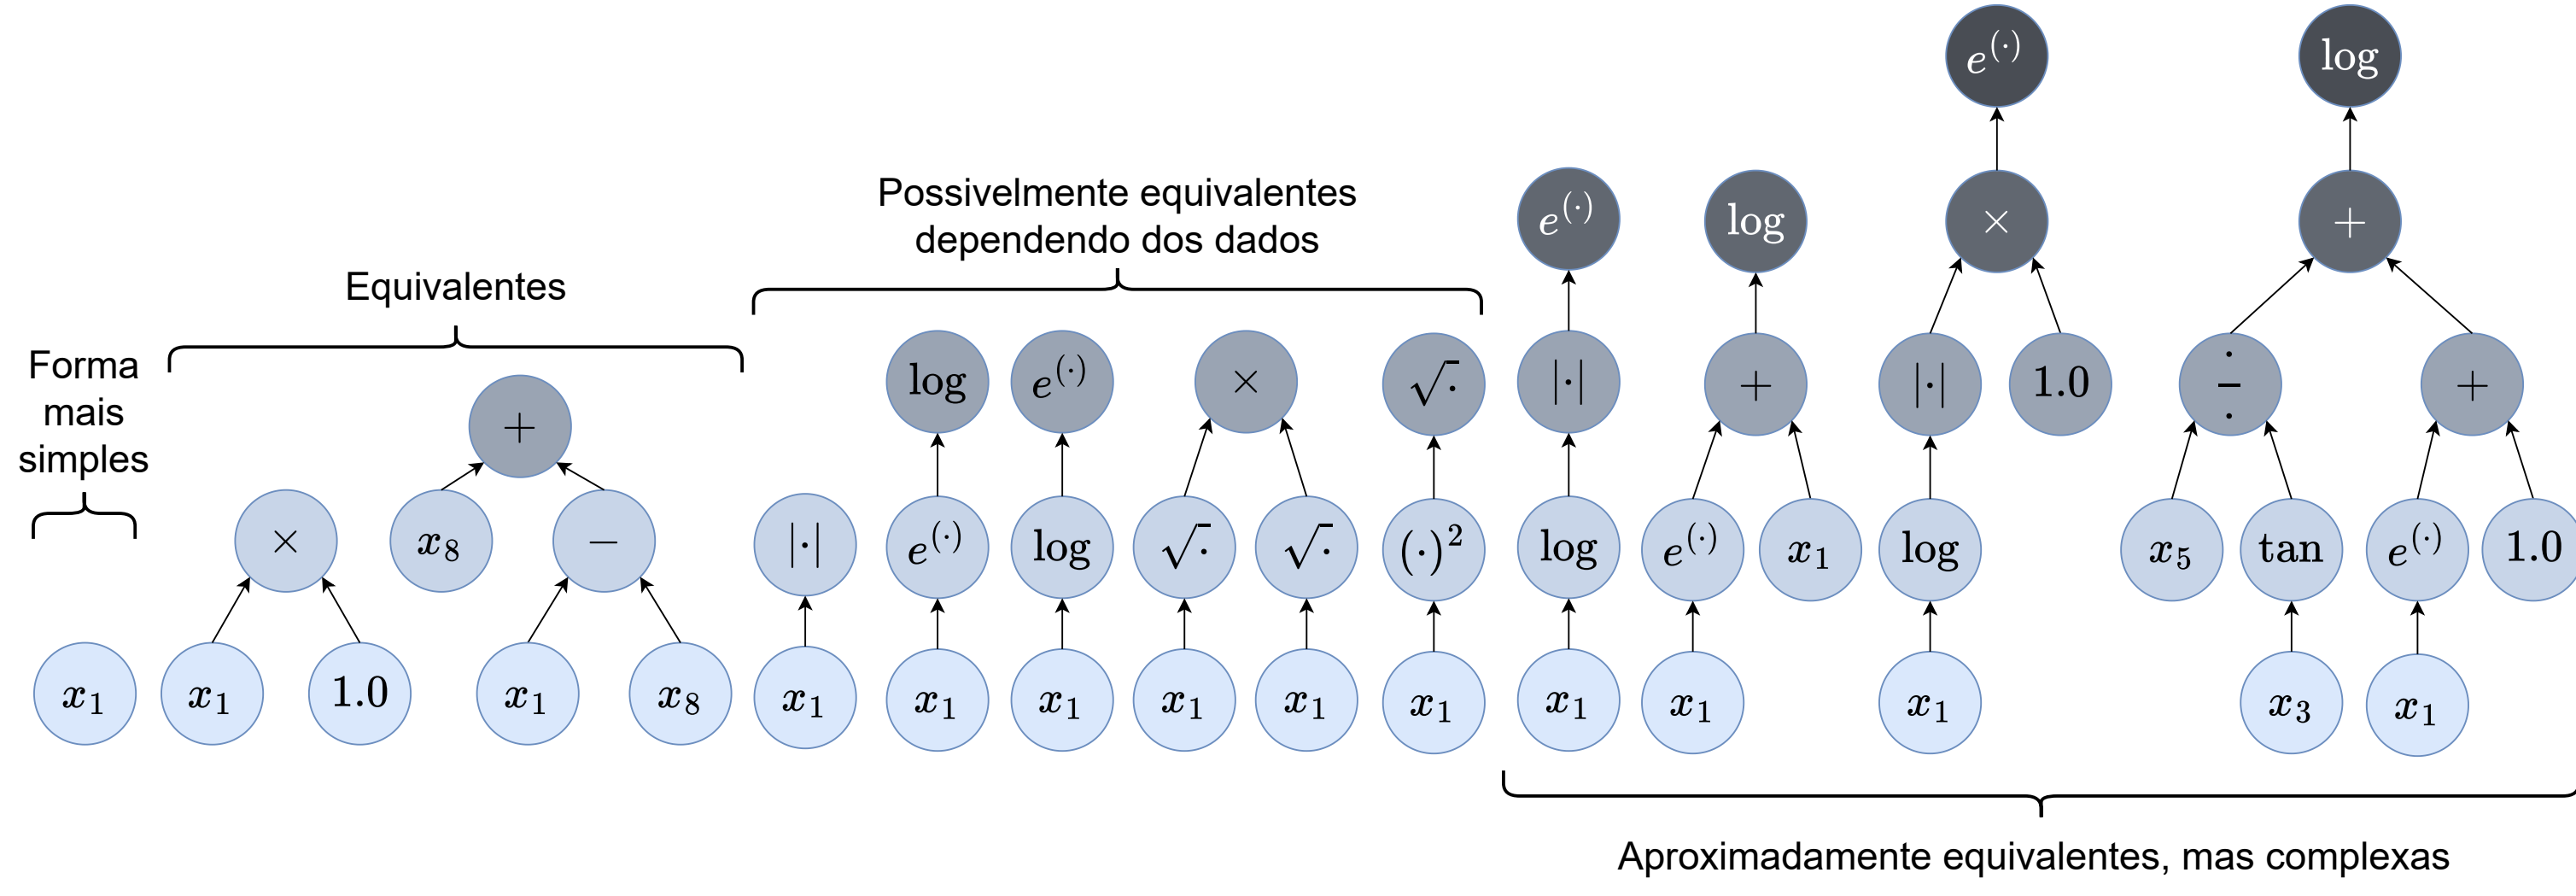 Forma
mais
simples
Equivalentes
Possivelmente equivalentes
dependendo dos dados
Aproximadamente equivalentes, mas complexas
e^(·) log
e^(·) log × +
+ log e^(·) × √· |·| + |·| 1.0 ÷ +
× x₈ − |·| e^(·) log √· √· (·)² log e^(·) x₁ log x₅ tan e^(·) 1.0
x₁ x₁ 1.0 x₁ x₈ x₁ x₁ x₁ x₁ x₁ x₁ x₁ x₁ x₁ x₃ x₁